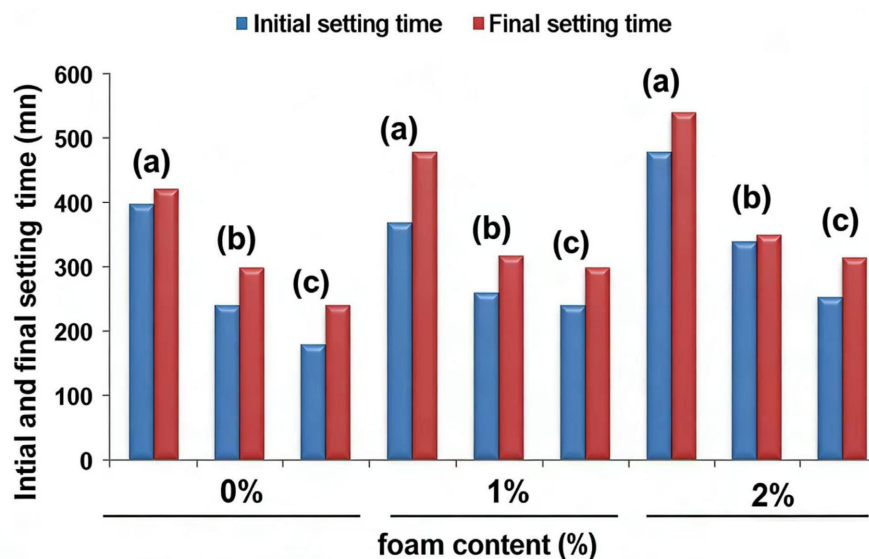 Initial setting time Final setting time
Intial and final setting time (mn)
600
500
400
300
200
100
0
(a) (b) (c) (a) (b) (c) (a) (b) (c)
0% 1% 2%
foam content (%)